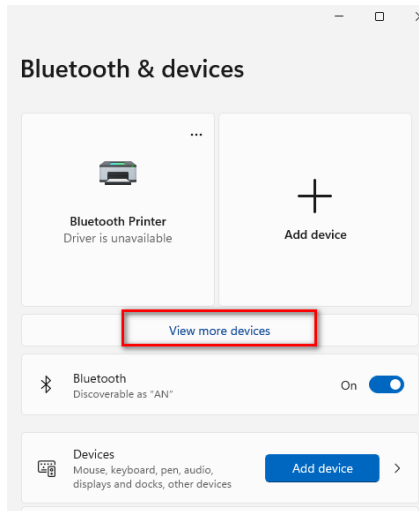 Bluetooth & devices
...
Bluetooth Printer
Driver is unavailable
Add device
View more devices
Bluetooth
Discoverable as "AN"
On
Devices
Mouse, keyboard, pen, audio,
displays and docks, other devices
Add device